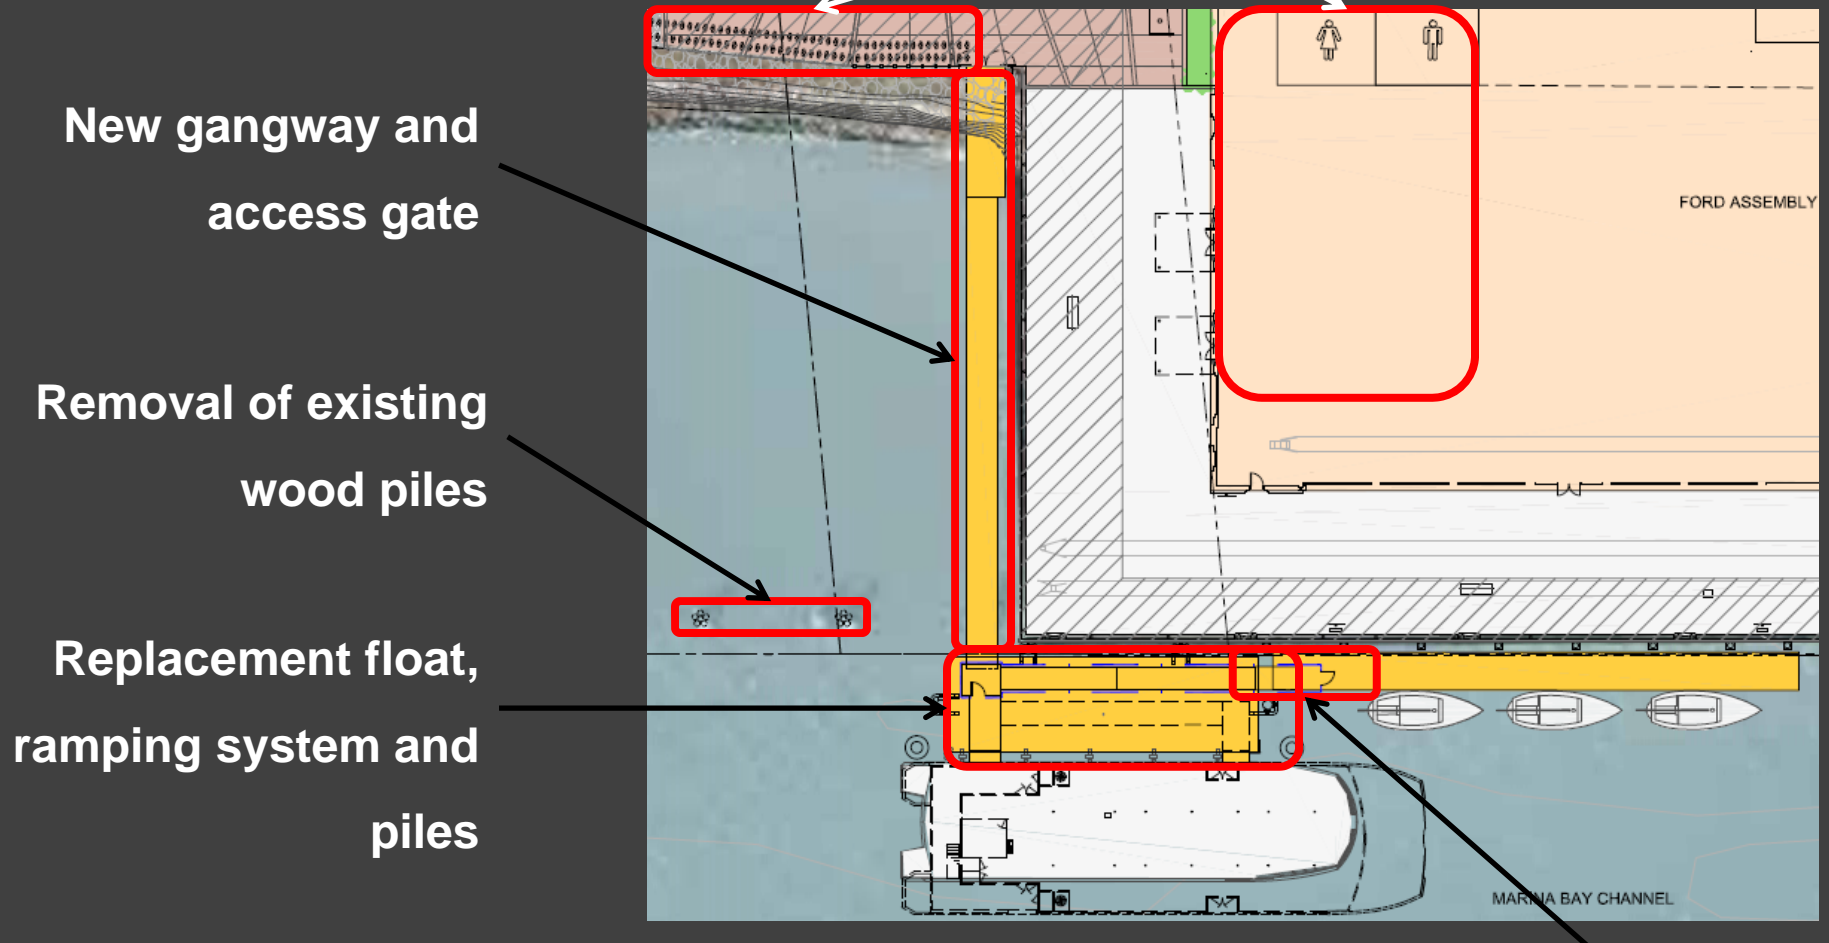 New gangway and
access gate
FORD ASSEMBLY
Removal of existing
wood piles
Replacement float,
ramping system and
piles
MARINA BAY CHANNEL